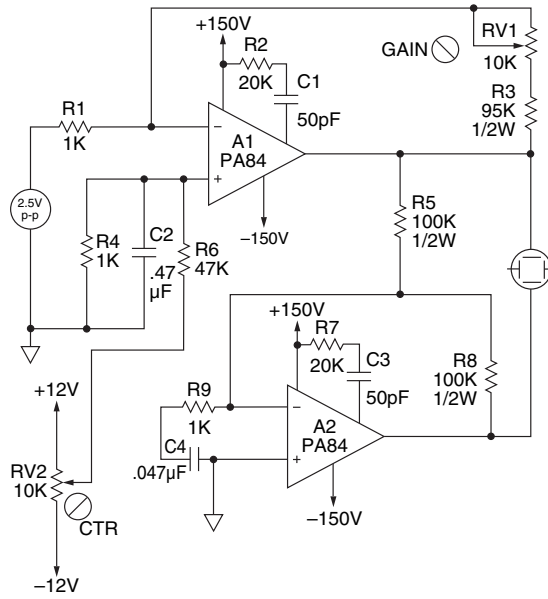 +150V
R2
20K
C1
50pF
GAIN
RV1
10K
R3
95K
1/2W
R1
1K
−
A1
PA84
+
−150V
2.5V
p-p
R4
1K
C2
.47
µF
R6
47K
R5
100K
1/2W
+150V
R7
20K
C3
50pF
R8
100K
1/2W
+12V
R9
1K
−
A2
PA84
+
C4
.047µF
−150V
RV2
10K
CTR
−12V